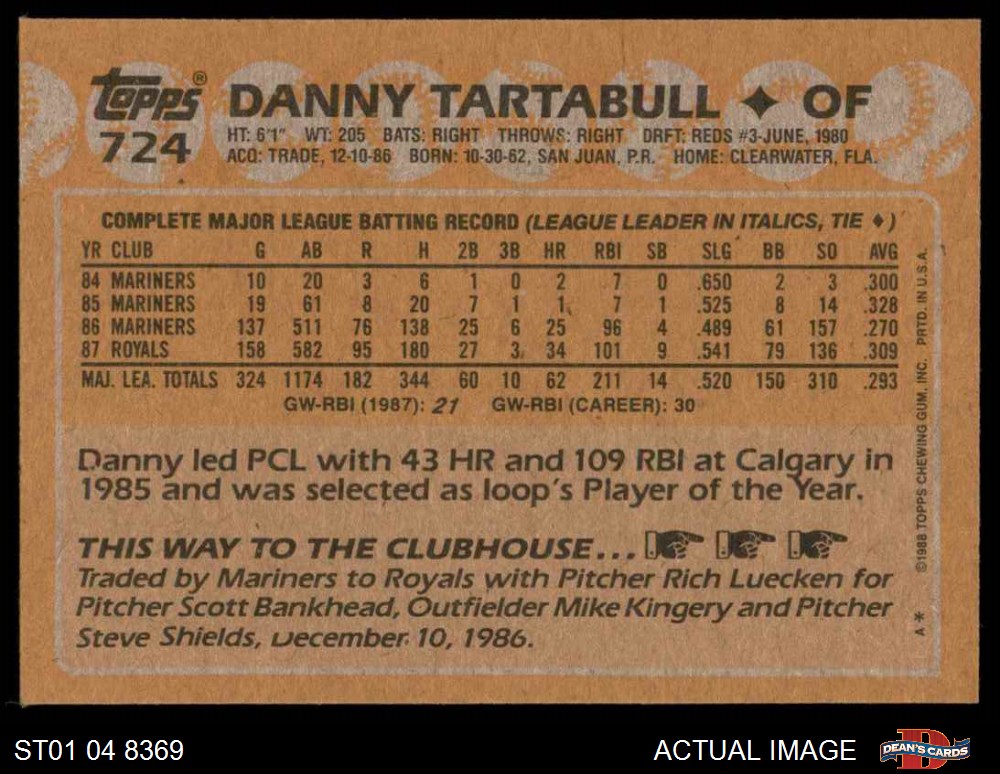 Topps® DANNY TARTABULL ✦ OF
724 HT: 6'1" WT: 205 BATS: RIGHT THROWS: RIGHT DRFT: REDS #3-JUNE, 1980
ACQ: TRADE, 12-10-86 BORN: 10-30-62, SAN JUAN, P.R. HOME: CLEARWATER, FLA.
COMPLETE MAJOR LEAGUE BATTING RECORD (LEAGUE LEADER IN ITALICS, TIE ♦)
YR CLUB G AB R H 2B 3B HR RBI SB SLG BB SO AVG
84 MARINERS 10 20 3 6 1 0 2 7 0 .650 2 3 .300
85 MARINERS 19 61 8 20 7 1 1 7 1 .525 8 14 .328
86 MARINERS 137 511 76 138 25 6 25 96 4 .489 61 157 .270
87 ROYALS 158 582 95 180 27 3 34 101 9 .541 79 136 .309
MAJ. LEA. TOTALS 324 1174 182 344 60 10 62 211 14 .520 150 310 .293
GW-RBI (1987): 21 GW-RBI (CAREER): 30
Danny led PCL with 43 HR and 109 RBI at Calgary in
1985 and was selected as loop's Player of the Year.
THIS WAY TO THE CLUBHOUSE...
Traded by Mariners to Royals with Pitcher Rich Luecken for
Pitcher Scott Bankhead, Outfielder Mike Kingery and Pitcher
Steve Shields, December 10, 1986.
A * ©1988 TOPPS CHEWING GUM, INC. PRTD. IN U.S.A.
ST01 04 8369 ACTUAL IMAGE DEAN'S CARDS